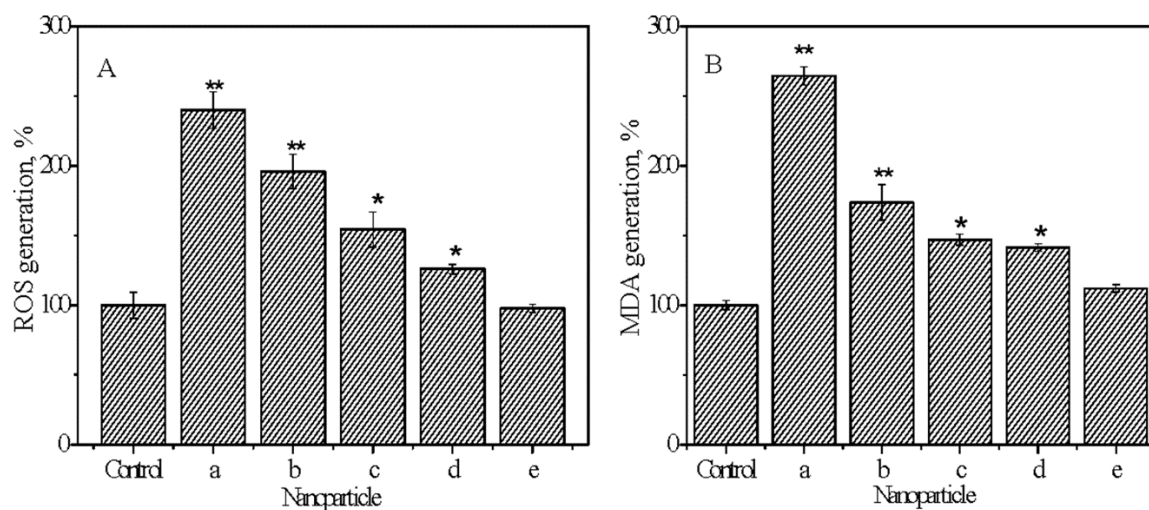 A
ROS generation, %
300
200
100
0
**
**
*
*
Control a b c d e
Nanoparticle
B
MDA generation, %
300
200
100
0
**
**
*
*
Control a b c d e
Nanoparticle